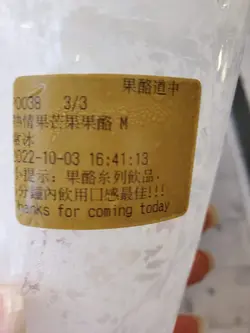 果酪道中
0038 3/3
情果芒果果酪 M
冰
2022-10-03 16:41:13
小提示：果酪系列飲品
分鐘內飲用口感最佳!!!
hanks for coming today